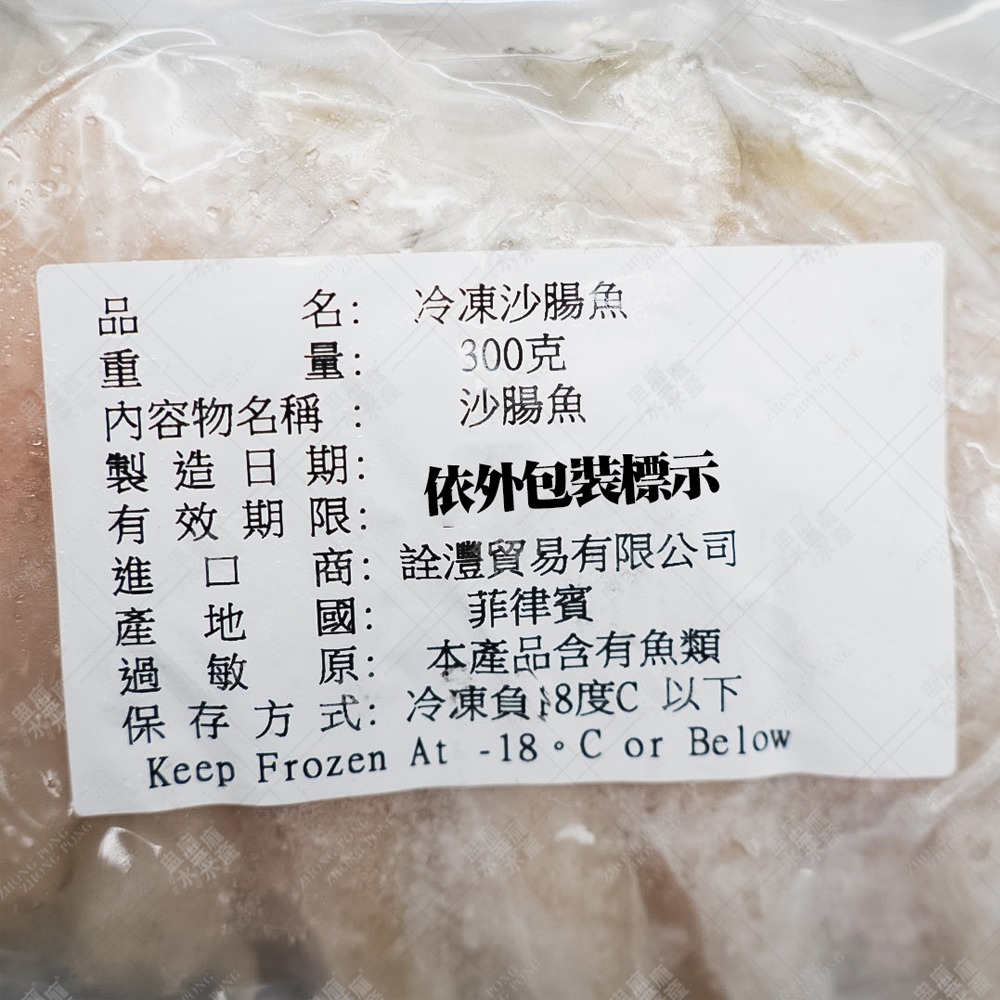 品名: 冷凍沙腸魚
重量: 300克
內容物名稱: 沙腸魚
製造日期:
有效期限: 依外包裝標示
進口商: 詮灃貿易有限公司
產地國: 菲律賓
過敏原: 本產品含有魚類
保存方式: 冷凍負18度C 以下
Keep Frozen At -18。C or Below